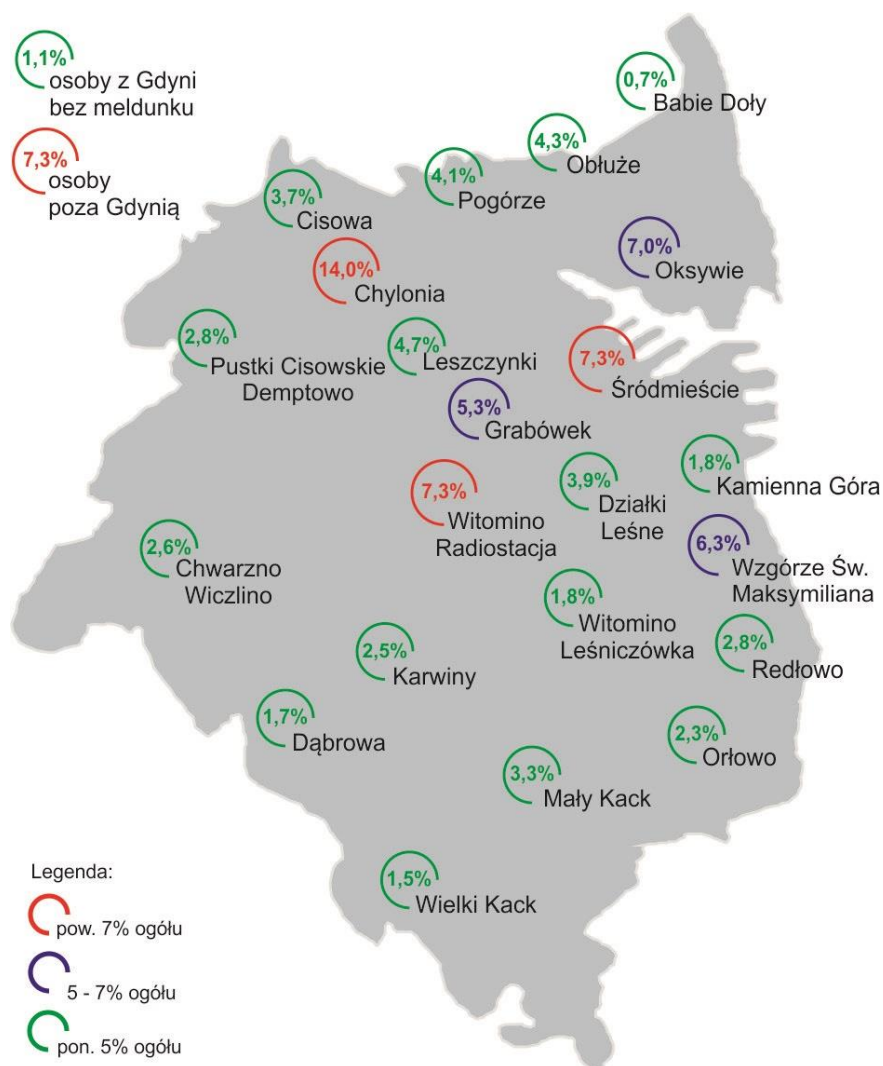 1,1%
osoby z Gdyni
bez meldunku
7,3%
osoby
poza Gdynią
0,7%
Babie Doły
4,3%
Obłuże
4,1%
Pogórze
3,7%
Cisowa
7,0%
Oksywie
14,0%
Chylonia
2,8%
Pustki Cisowskie
Demptowo
4,7%
Leszczynki
7,3%
Śródmieście
5,3%
Grabówek
1,8%
Kamienna Góra
3,9%
Działki
Leśne
7,3%
Witomino
Radiostacja
6,3%
Wzgórze Św.
Maksymiliana
2,6%
Chwarzno
Wiczlino
1,8%
Witomino
Leśniczówka
2,8%
Redłowo
2,5%
Karwiny
1,7%
Dąbrowa
2,3%
Orłowo
3,3%
Mały Kack
1,5%
Wielki Kack
Legenda:
pow. 7% ogółu
5 - 7% ogółu
pon. 5% ogółu